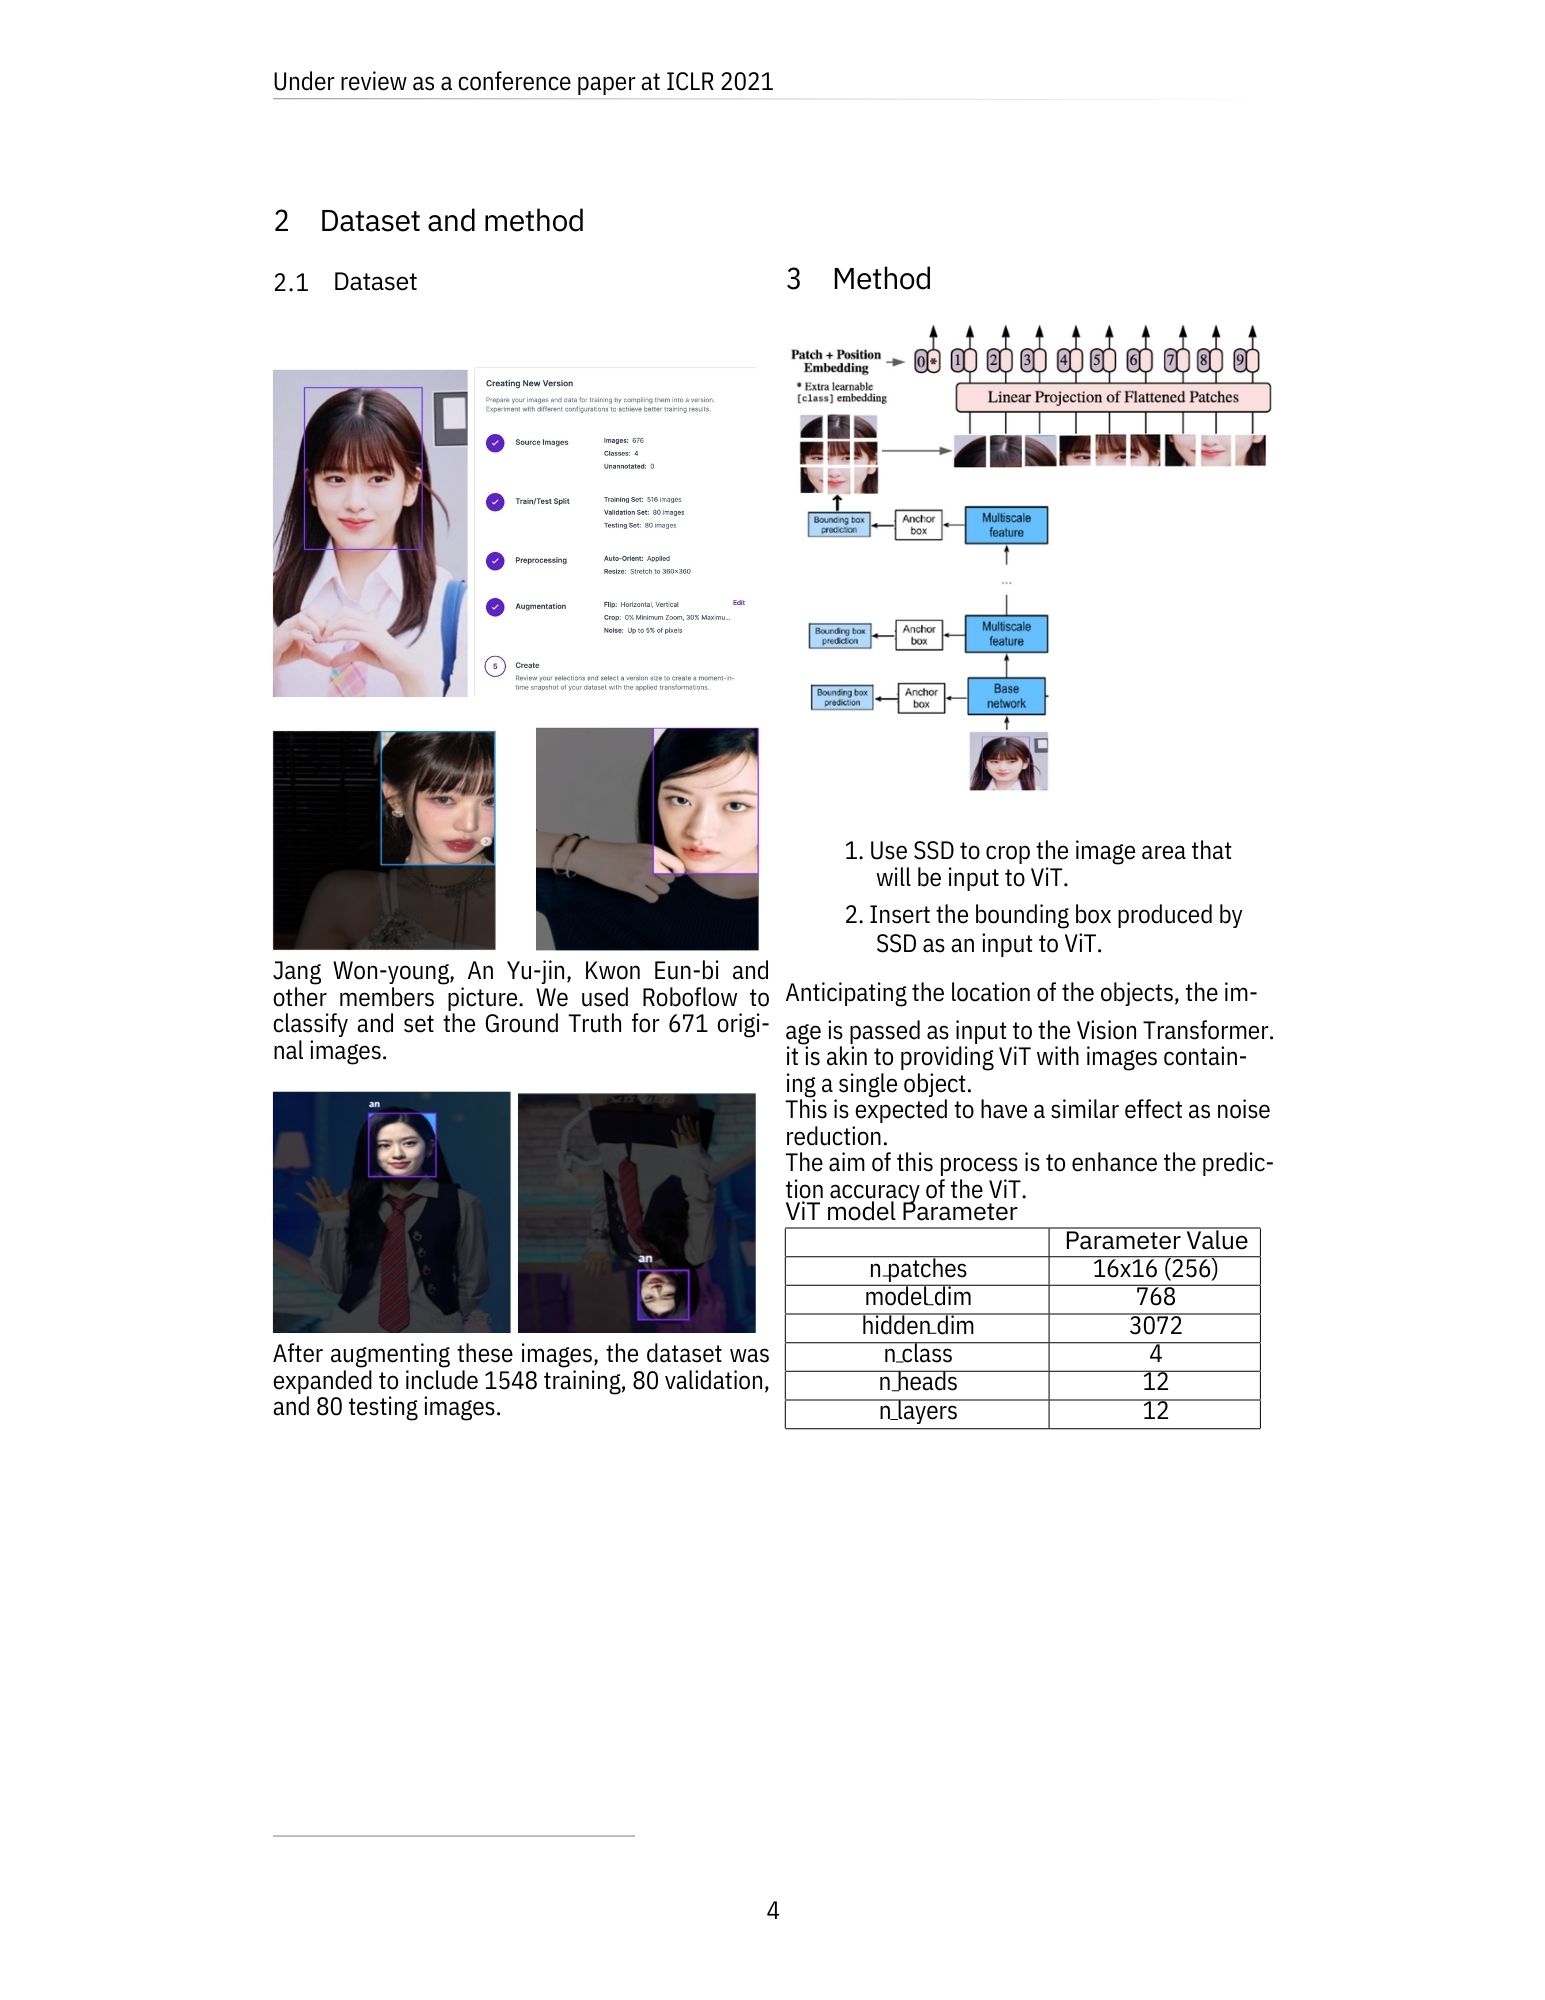 Under review as a conference paper at ICLR 2021
2 Dataset and method
2.1 Dataset
Creating New Version
Prepare your images and data for training by compiling them into a version.
Experiment with different configurations to achieve better training results.
Source Images
Images: 676
Classes: 4
Unannotated: 0
Train/Test Split
Training Set: 516 images
Validation Set: 80 images
Testing Set: 80 images
Preprocessing
Auto-Orient: Applied
Resize: Stretch to 360×360
Augmentation
Flip: Horizontal, Vertical
Edit
Crop: 0% Minimum Zoom, 30% Maximu...
Noise: Up to 5% of pixels
5 Create
Review your selections and select a version size to create a moment-in-
time snapshot of your dataset with the applied transformations.
Jang Won-young, An Yu-jin, Kwon Eun-bi and
other members picture. We used Roboflow to
classify and set the Ground Truth for 671 origi-
nal images.
an
an
After augmenting these images, the dataset was
expanded to include 1548 training, 80 validation,
and 80 testing images.
3 Method
Patch + Position
Embedding
* Extra learnable
[class] embedding
0 * 1 2 3 4 5 6 7 8 9
Linear Projection of Flattened Patches
Bounding box
prediction
Anchor
box
Multiscale
feature
...
Bounding box
prediction
Anchor
box
Multiscale
feature
Bounding box
prediction
Anchor
box
Base
network
1. Use SSD to crop the image area that
will be input to ViT.
2. Insert the bounding box produced by
SSD as an input to ViT.
Anticipating the location of the objects, the im-
age is passed as input to the Vision Transformer.
it is akin to providing ViT with images contain-
ing a single object.
This is expected to have a similar effect as noise
reduction.
The aim of this process is to enhance the predic-
tion accuracy of the ViT.
ViT model Parameter
Parameter Value
n_patches 16x16 (256)
model_dim 768
hidden_dim 3072
n_class 4
n_heads 12
n_layers 12
4